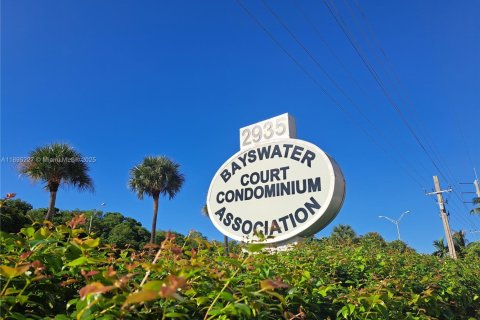 2935
BAYSWATER
COURT
CONDOMINIUM
ASSOCIATION